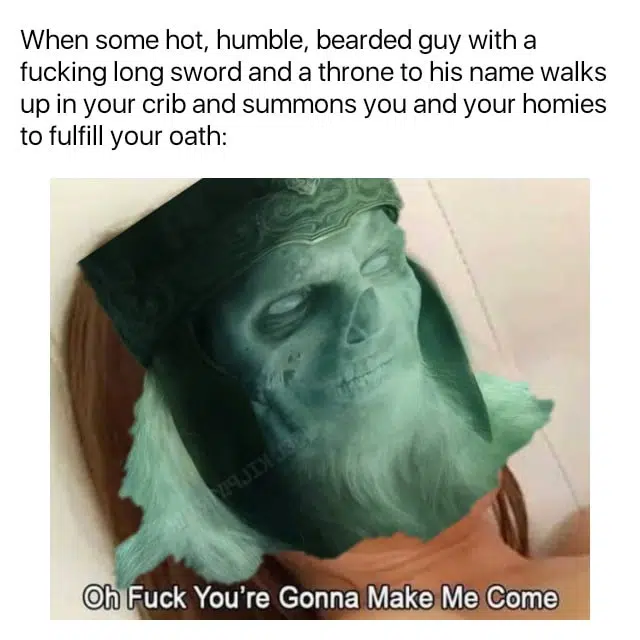 When some hot, humble, bearded guy with a
fucking long sword and a throne to his name walks
up in your crib and summons you and your homies
to fulfill your oath:
Oh Fuck You're Gonna Make Me Come